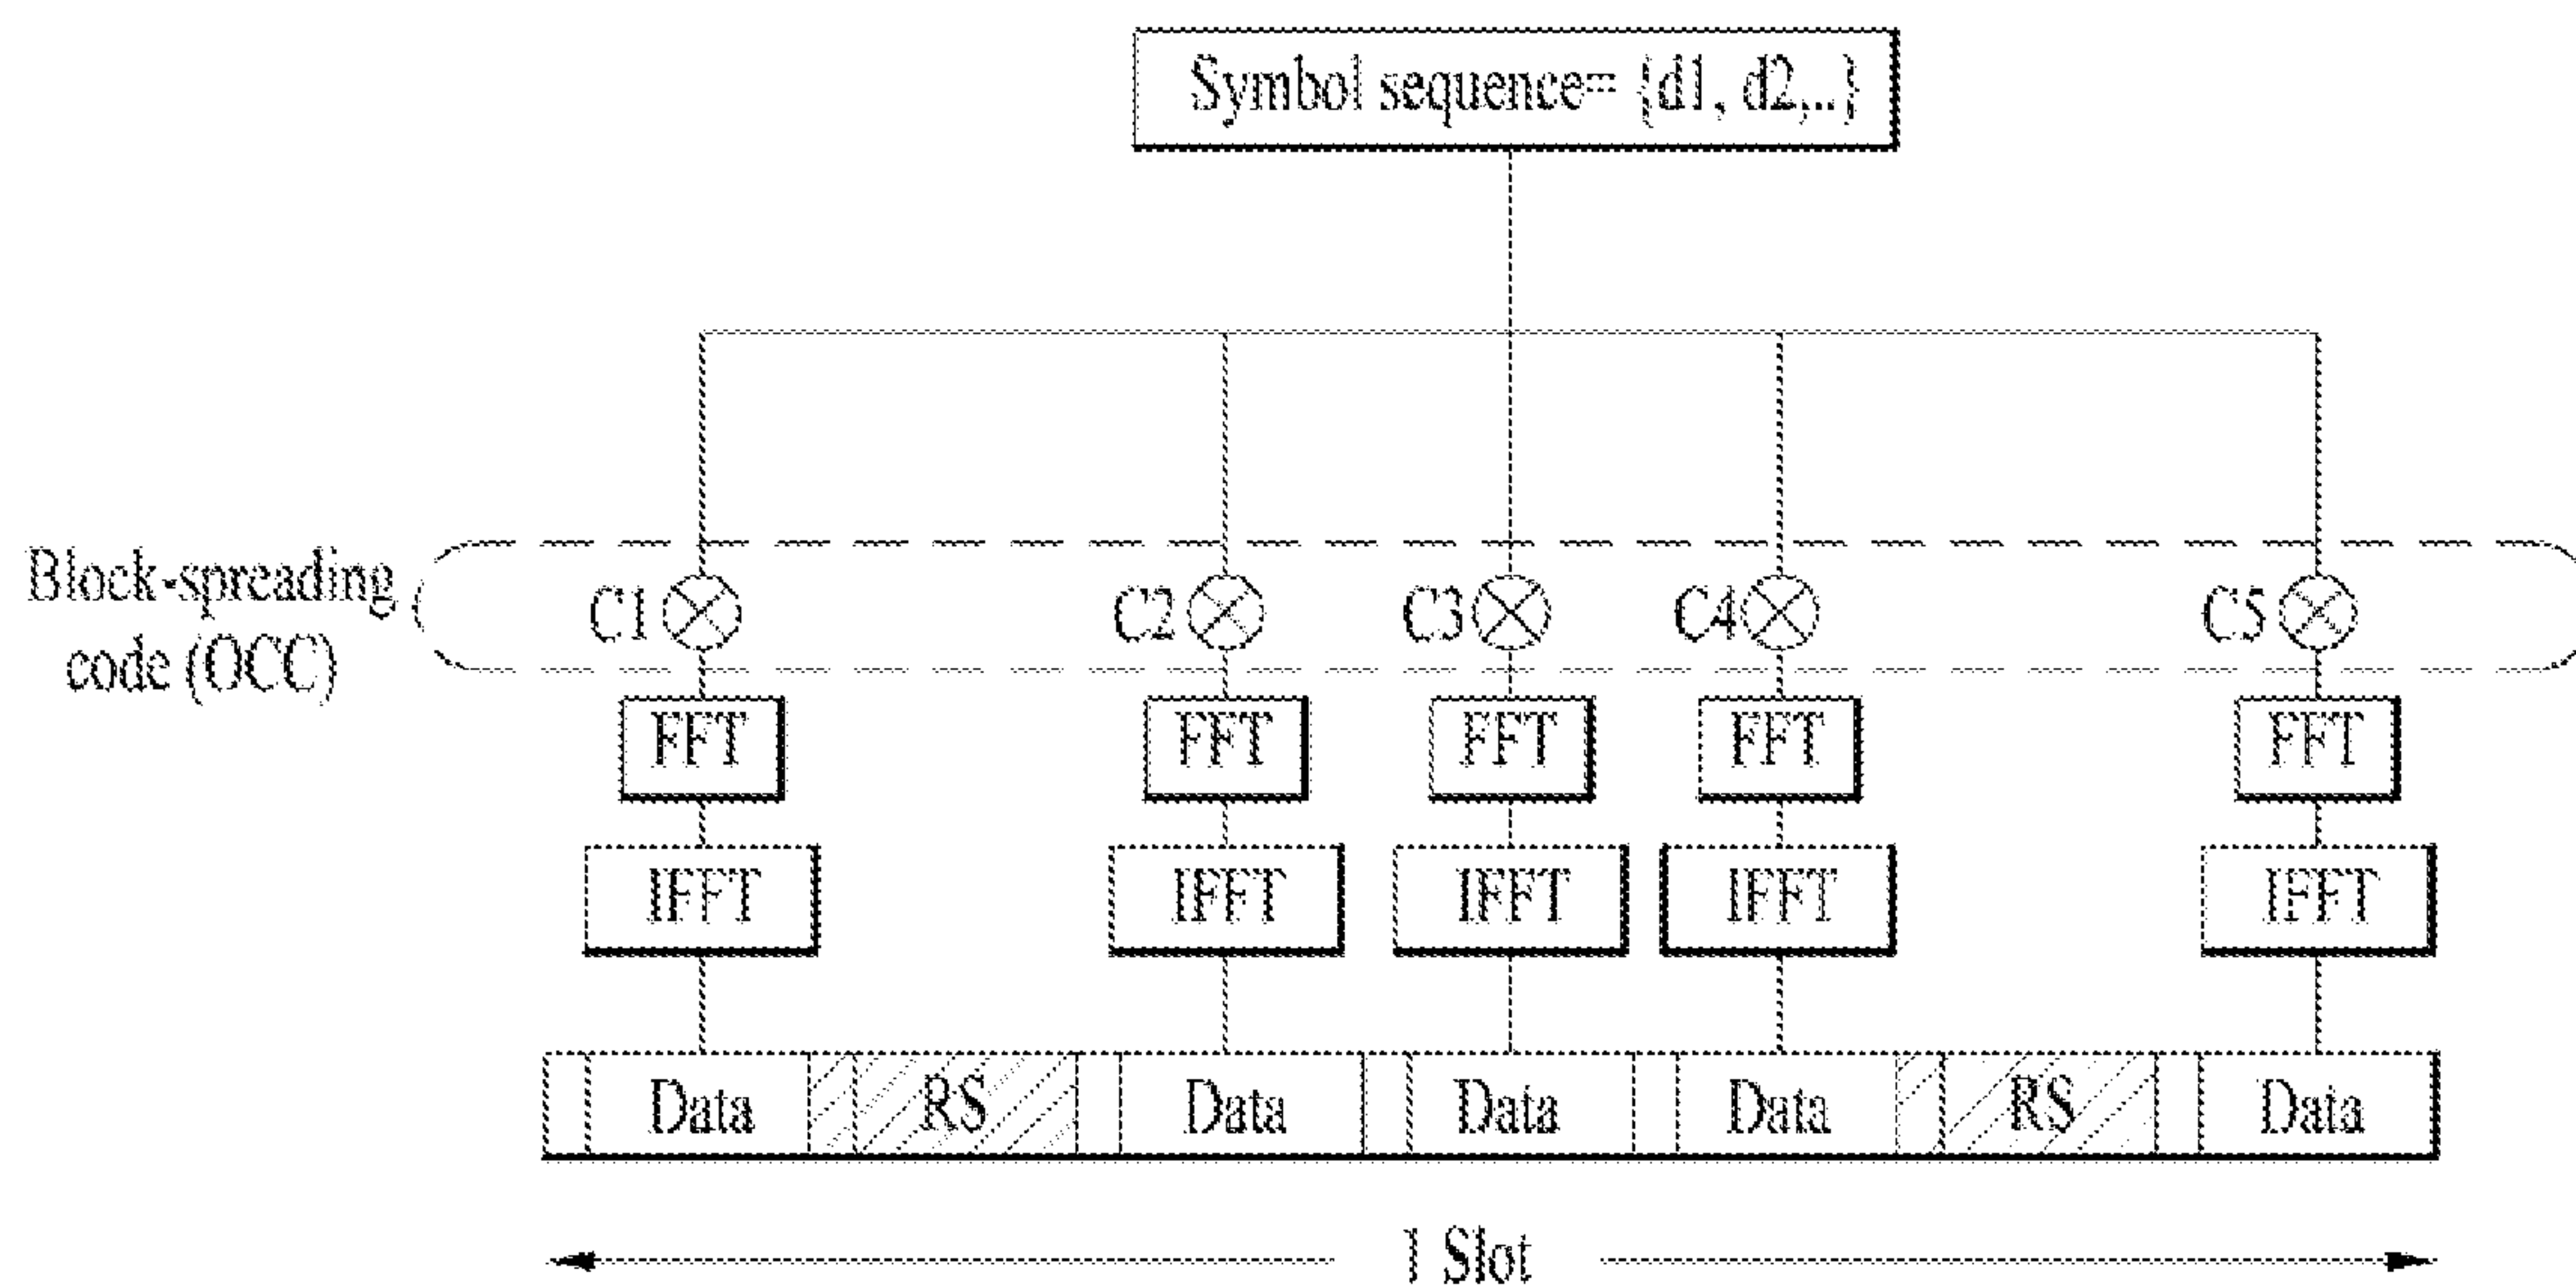 Symbol sequence= {d1, d2,..}
Block-spreading
code (OCC)
C1 C2 C3 C4 C5
FFT FFT FFT FFT FFT
IFFT IFFT IFFT IFFT IFFT
Data RS Data Data Data RS Data
1 Slot